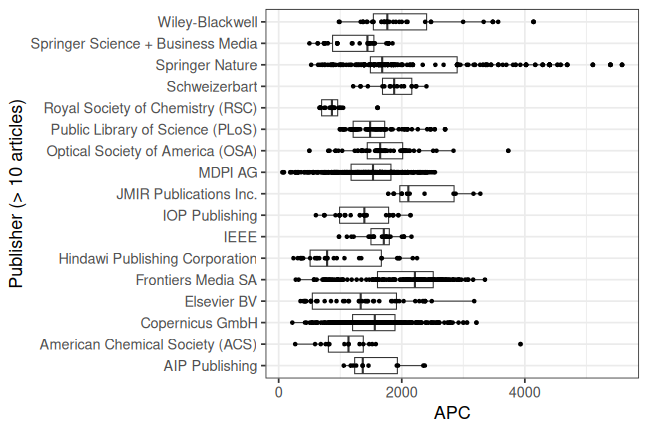 Publisher (> 10 articles)
Wiley-Blackwell
Springer Science + Business Media
Springer Nature
Schweizerbart
Royal Society of Chemistry (RSC)
Public Library of Science (PLoS)
Optical Society of America (OSA)
MDPI AG
JMIR Publications Inc.
IOP Publishing
IEEE
Hindawi Publishing Corporation
Frontiers Media SA
Elsevier BV
Copernicus GmbH
American Chemical Society (ACS)
AIP Publishing
0 2000 4000
APC